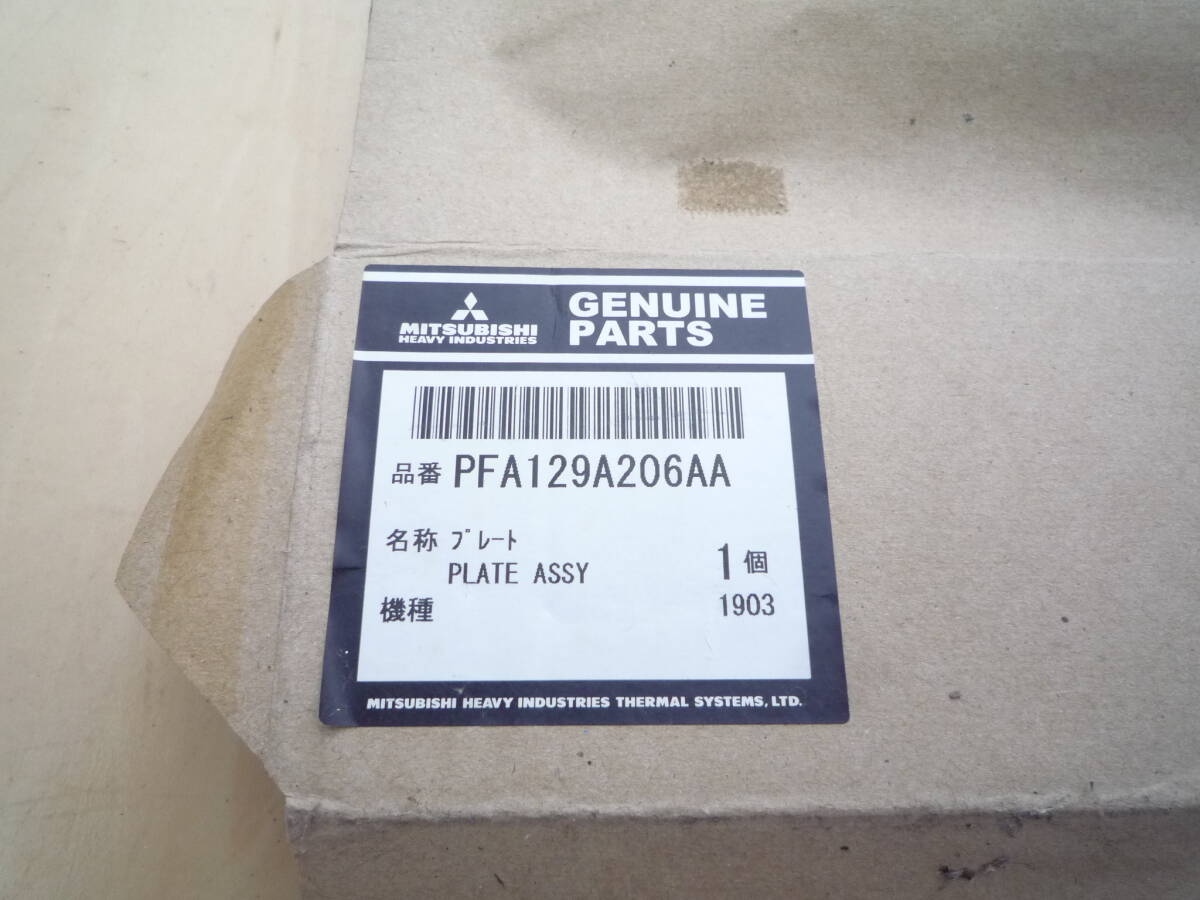 MITSUBISHI
HEAVY INDUSTRIES
GENUINE
PARTS
品番 PFA129A206AA
名称 プレート
PLATE ASSY 1個
機種 1903
MITSUBISHI HEAVY INDUSTRIES THERMAL SYSTEMS, LTD.